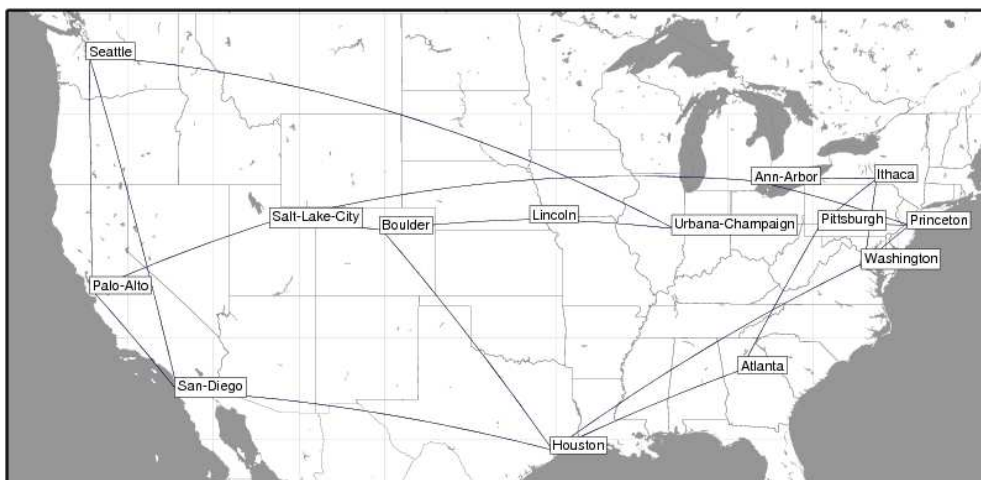 Seattle
Ann-Arbor
Ithaca
Salt-Lake-City
Boulder
Lincoln
Urbana-Champaign
Pittsburgh
Princeton
Washington
Palo-Alto
Atlanta
San-Diego
Houston